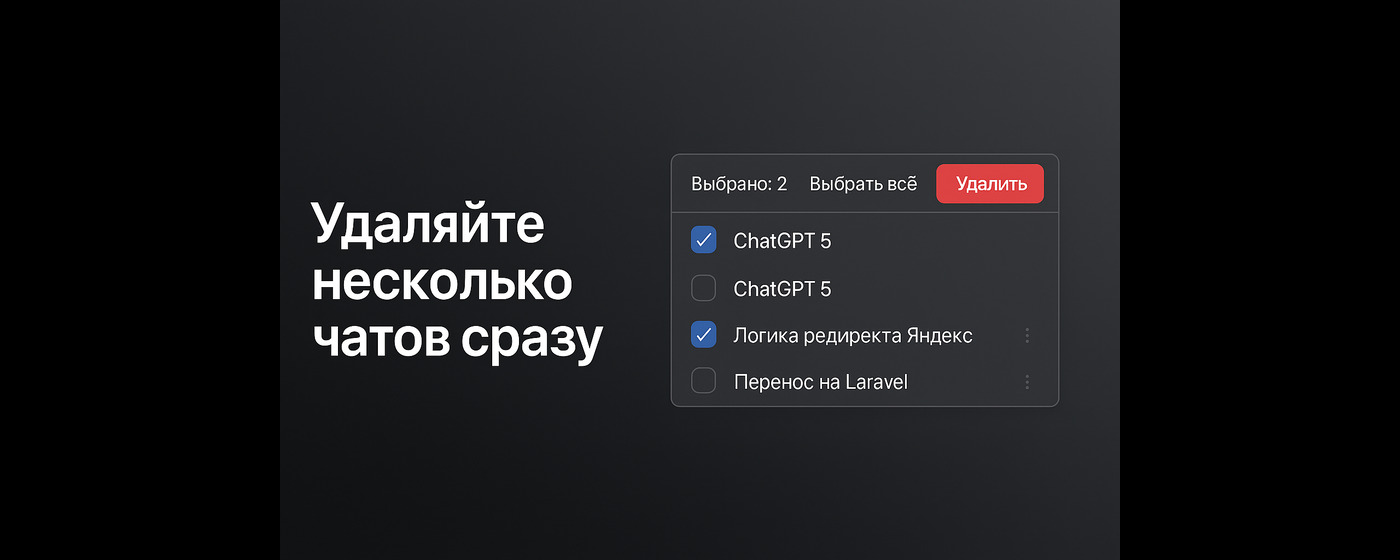 Удаляйте
несколько
чатов сразу
Выбрано: 2 Выбрать всё Удалить
ChatGPT 5
ChatGPT 5
Логика редиректа Яндекс
Перенос на Laravel